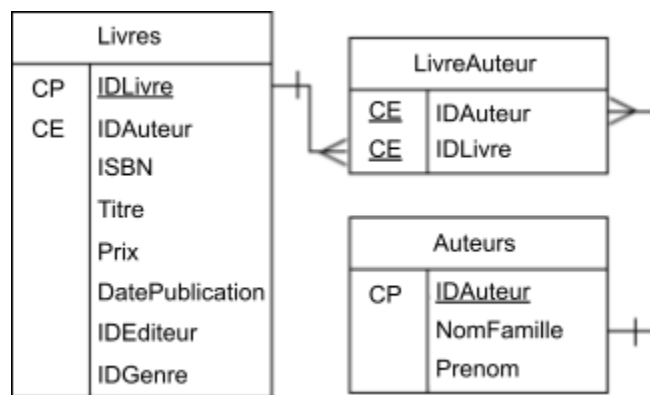 Livres
CP IDLivre
CE IDAuteur
ISBN
Titre
Prix
DatePublication
IDEditeur
IDGenre
LivreAuteur
CE IDAuteur
CE IDLivre
Auteurs
CP IDAuteur
NomFamille
Prenom